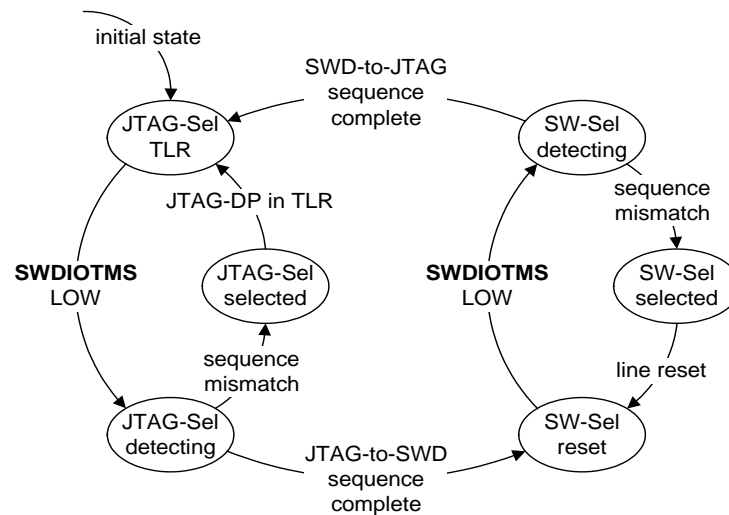 initial state
SWD-to-JTAG
sequence
complete
JTAG-Sel
TLR
SW-Sel
detecting
JTAG-DP in TLR
sequence
mismatch
SWDIOTMS
LOW
JTAG-Sel
selected
SWDIOTMS
LOW
SW-Sel
selected
sequence
mismatch
line reset
JTAG-Sel
detecting
SW-Sel
reset
JTAG-to-SWD
sequence
complete